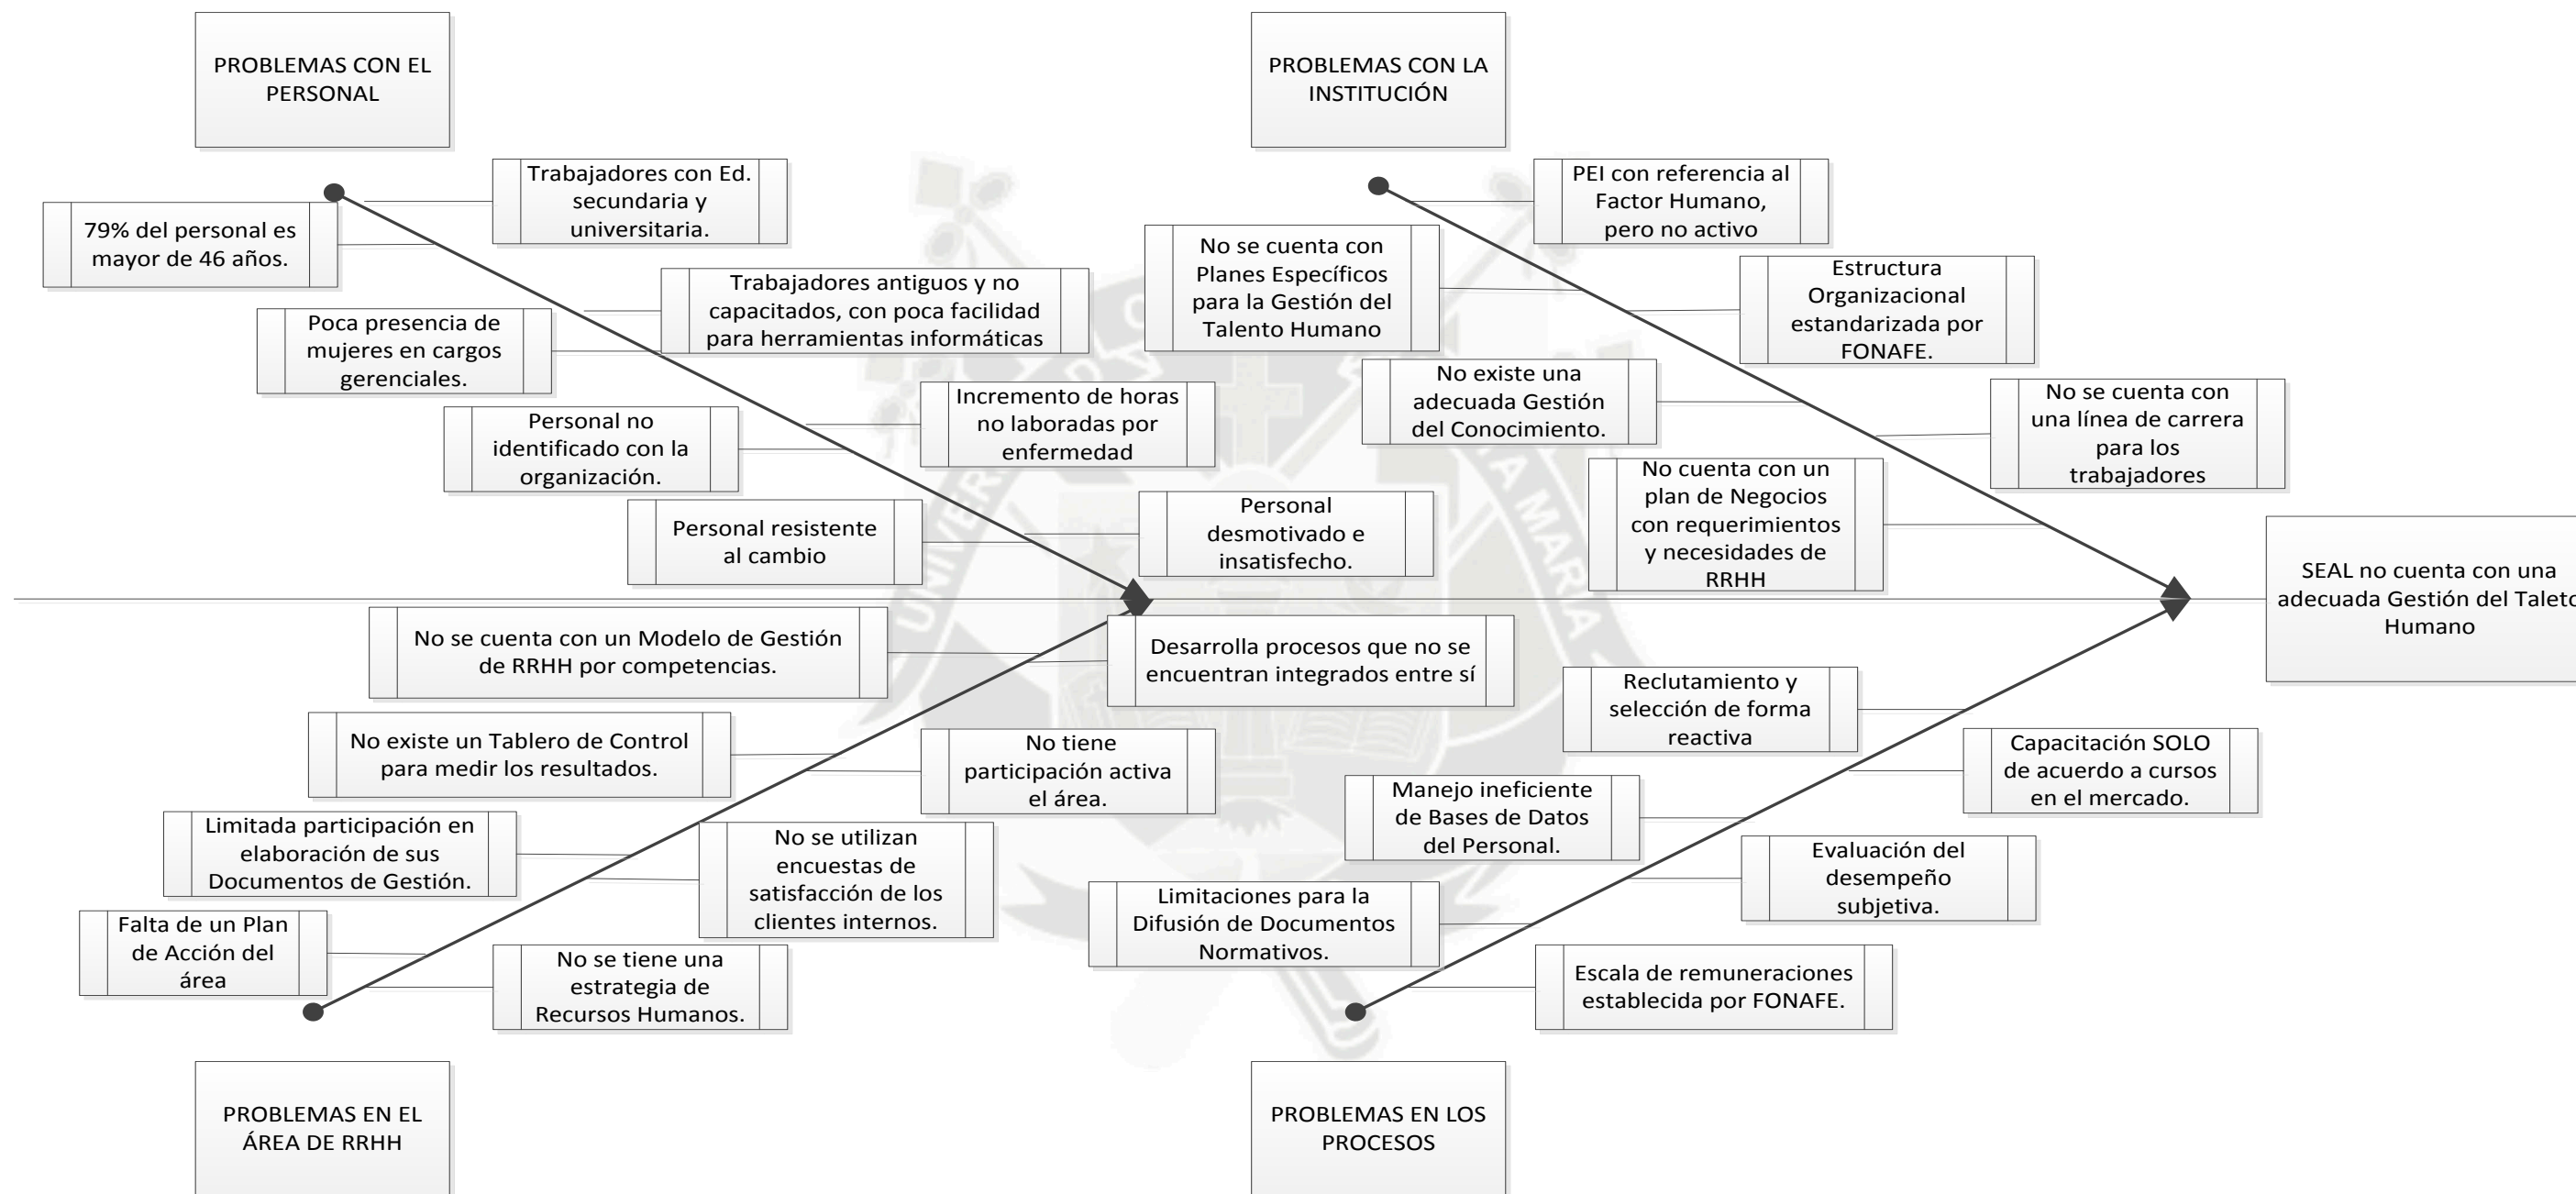 PROBLEMAS CON EL
PERSONAL
PROBLEMAS CON LA
INSTITUCIÓN
Trabajadores con Ed.
secundaria y
universitaria.
79% del personal es
mayor de 46 años.
Trabajadores antiguos y no
capacitados, con poca facilidad
para herramientas informáticas
Poca presencia de
mujeres en cargos
gerenciales.
Incremento de horas
no laboradas por
enfermedad
Personal no
identificado con la
organización.
Personal
desmotivado e
insatisfecho.
Personal resistente
al cambio
PEI con referencia al
Factor Humano,
pero no activo
No se cuenta con
Planes Específicos
para la Gestión del
Talento Humano
Estructura
Organizacional
estandarizada por
FONAFE.
No existe una
adecuada Gestión
del Conocimiento.
No se cuenta con
una línea de carrera
para los
trabajadores
No cuenta con un
plan de Negocios
con requerimientos
y necesidades de
RRHH
SEAL no cuenta con una
adecuada Gestión del Taleto
Humano
No se cuenta con un Modelo de Gestión
de RRHH por competencias.
Desarrolla procesos que no se
encuentran integrados entre sí
No existe un Tablero de Control
para medir los resultados.
No tiene
participación activa
el área.
Limitada participación en
elaboración de sus
Documentos de Gestión.
No se utilizan
encuestas de
satisfacción de los
clientes internos.
Falta de un Plan
de Acción del
área
No se tiene una
estrategia de
Recursos Humanos.
Reclutamiento y
selección de forma
reactiva
Capacitación SOLO
de acuerdo a cursos
en el mercado.
Manejo ineficiente
de Bases de Datos
del Personal.
Evaluación del
desempeño
subjetiva.
Limitaciones para la
Difusión de Documentos
Normativos.
Escala de remuneraciones
establecida por FONAFE.
PROBLEMAS EN EL
ÁREA DE RRHH
PROBLEMAS EN LOS
PROCESOS